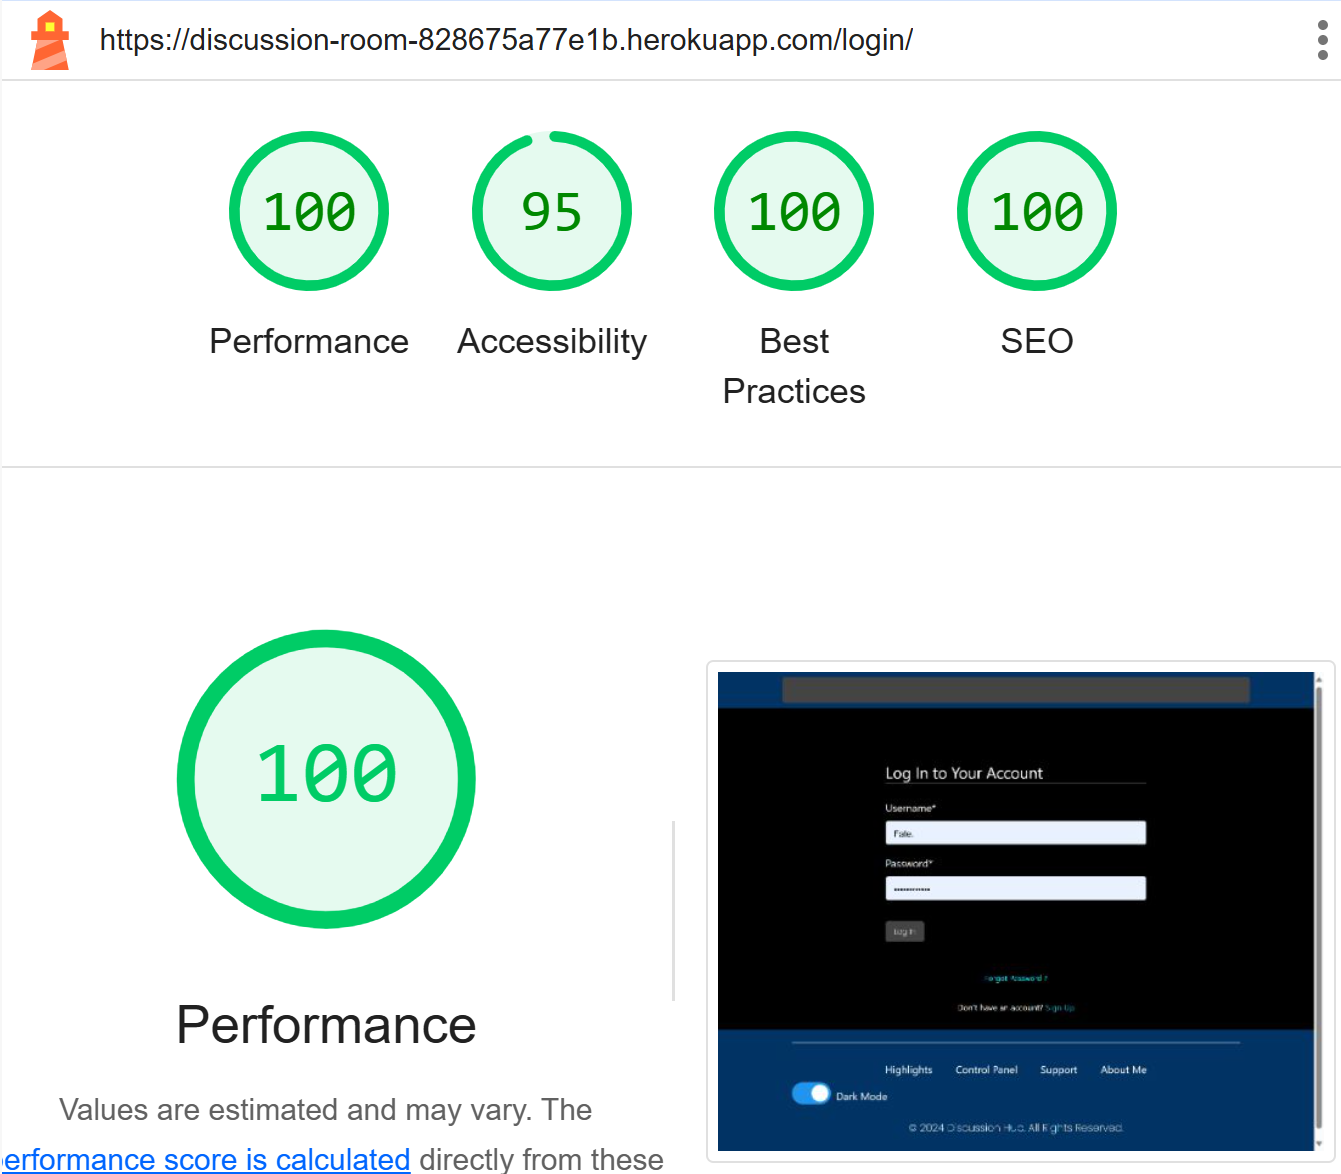 https://discussion-room-828675a77e1b.herokuapp.com/login/
100
95
100
100
Performance
Accessibility
Best
Practices
SEO
100
Performance
Values are estimated and may vary. The
performance score is calculated directly from these
Log In to Your Account
Username*
Password*
Log In
Forgot Password ?
Don't have an account? Sign Up
Highlights Control Panel Support About Me
Dark Mode
© 2024 Discussion Hub. All Rights Reserved.